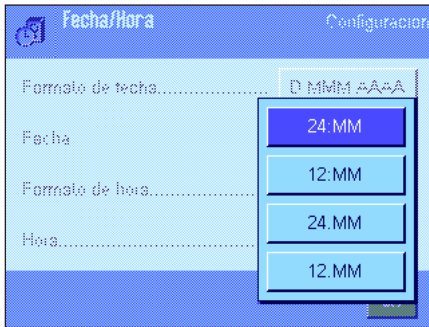 Fecha/Hora
Configuracion
Formato de fecha.................... D MMM AAAA
Fecha
Formato de hora....................
Hora....................
24:MM
12:MM
24.MM
12.MM